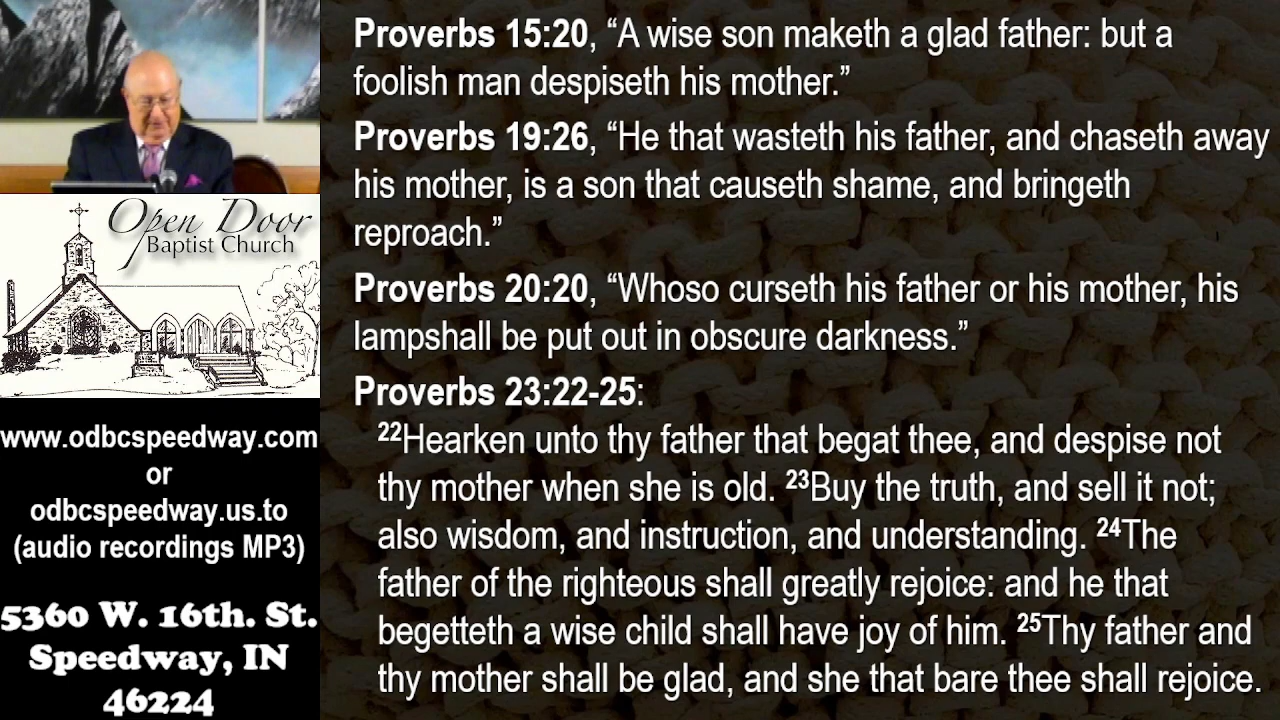 Open Door
Baptist Church
www.odbcspeedway.com
or
odbcspeedway.us.to
(audio recordings MP3)
5360 W. 16th. St.
Speedway, IN
46224
Proverbs 15:20, “A wise son maketh a glad father: but a
foolish man despiseth his mother.”
Proverbs 19:26, “He that wasteth his father, and chaseth away
his mother, is a son that causeth shame, and bringeth
reproach.”
Proverbs 20:20, “Whoso curseth his father or his mother, his
lampshall be put out in obscure darkness.”
Proverbs 23:22-25:
22Hearken unto thy father that begat thee, and despise not
thy mother when she is old. 23Buy the truth, and sell it not;
also wisdom, and instruction, and understanding. 24The
father of the righteous shall greatly rejoice: and he that
begetteth a wise child shall have joy of him. 25Thy father and
thy mother shall be glad, and she that bare thee shall rejoice.